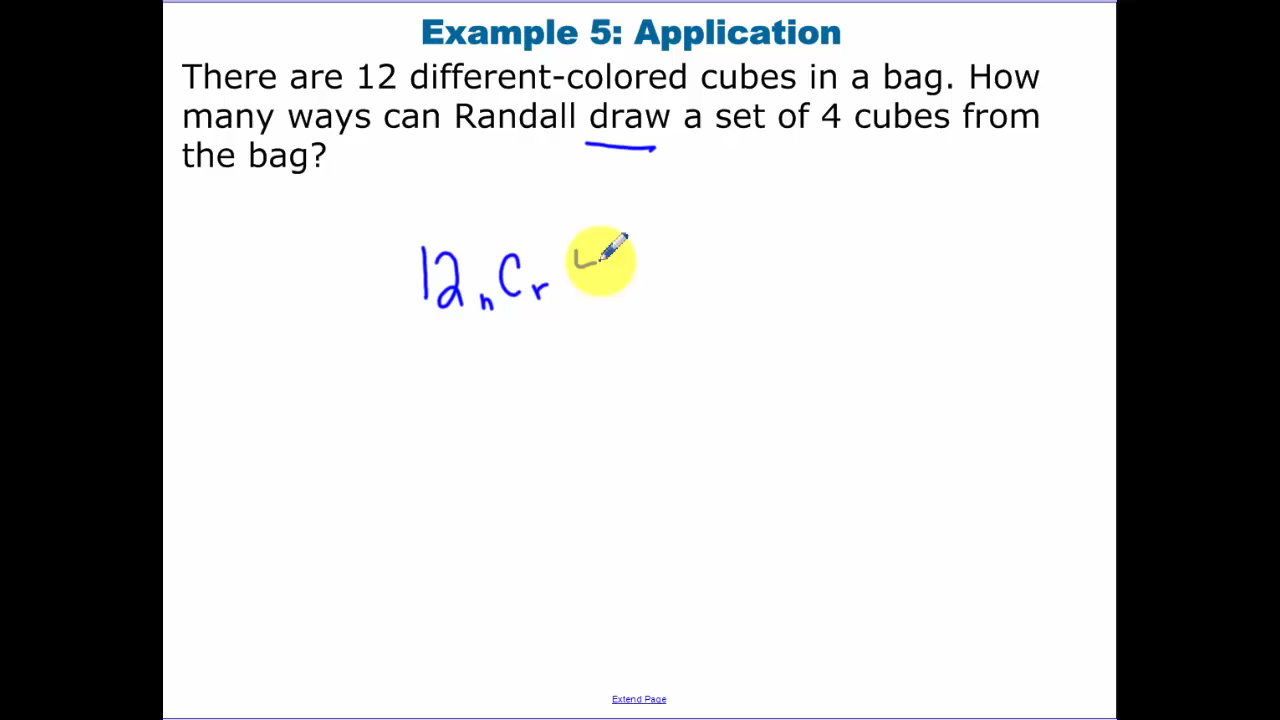 Example 5: Application
There are 12 different-colored cubes in a bag. How
many ways can Randall draw a set of 4 cubes from
the bag?
12 n C r
Extend Page